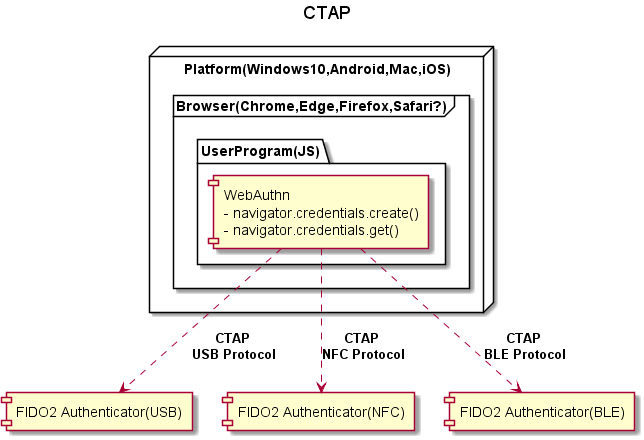 CTAP
Platform(Windows10,Android,Mac,iOS)
Browser(Chrome,Edge,Firefox,Safari?)
UserProgram(JS)
WebAuthn
- navigator.credentials.create()
- navigator.credentials.get()
CTAP
USB Protocol
CTAP
NFC Protocol
CTAP
BLE Protocol
FIDO2 Authenticator(USB)
FIDO2 Authenticator(NFC)
FIDO2 Authenticator(BLE)